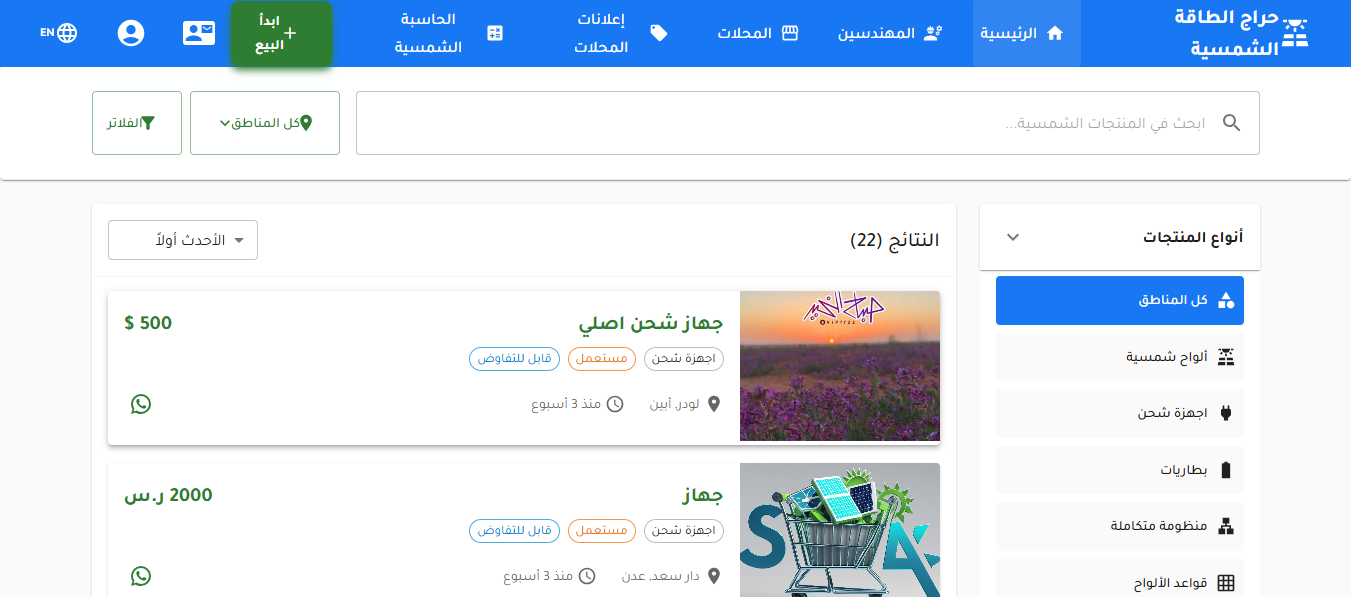 حراج الطاقة
الشمسية
الرئيسية
المهندسين
المحلات
إعلانات
المحلات
الحاسبة
الشمسية
ابدأ
البيع
EN
ابحث في المنتجات الشمسية...
كل المناطق
الفلاتر
أنواع المنتجات
كل المناطق
ألواح شمسية
اجهزة شحن
بطاريات
منظومة متكاملة
قواعد الألواح
النتائج (22)
الأحدث أولاً
جهاز شحن اصلي
500 $
اجهزة شحن
مستعمل
قابل للتفاوض
لودر, أبين
منذ 3 أسبوع
جهاز
2000 ر.س
اجهزة شحن
مستعمل
قابل للتفاوض
دار سعد, عدن
منذ 3 أسبوع